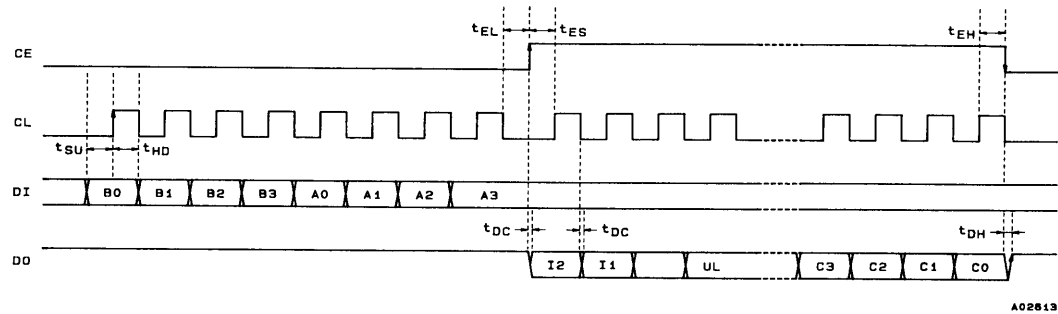 tEL tES tEH
CE
CL
tSU tHD
DI B0 B1 B2 B3 A0 A1 A2 A3
tDC tDC tDH
DO I2 I1 UL C3 C2 C1 C0
A02613